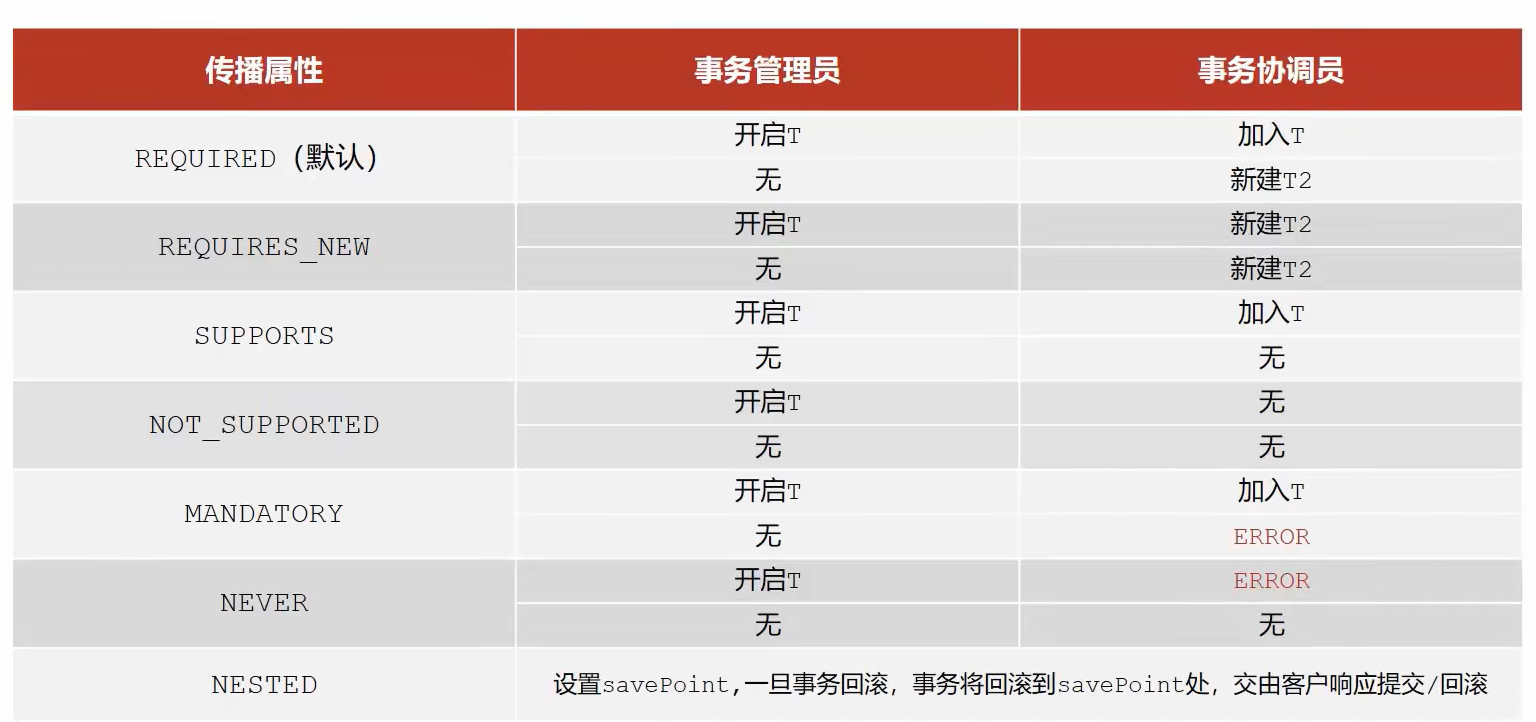 传播属性 事务管理员 事务协调员
REQUIRED（默认） 开启T 加入T
无 新建T2
REQUIRES_NEW 开启T 新建T2
无 新建T2
SUPPORTS 开启T 加入T
无 无
NOT_SUPPORTED 开启T 无
无 无
MANDATORY 开启T 加入T
无 ERROR
NEVER 开启T ERROR
无 无
NESTED 设置savePoint,一旦事务回滚，事务将回滚到savePoint处，交由客户响应提交/回滚